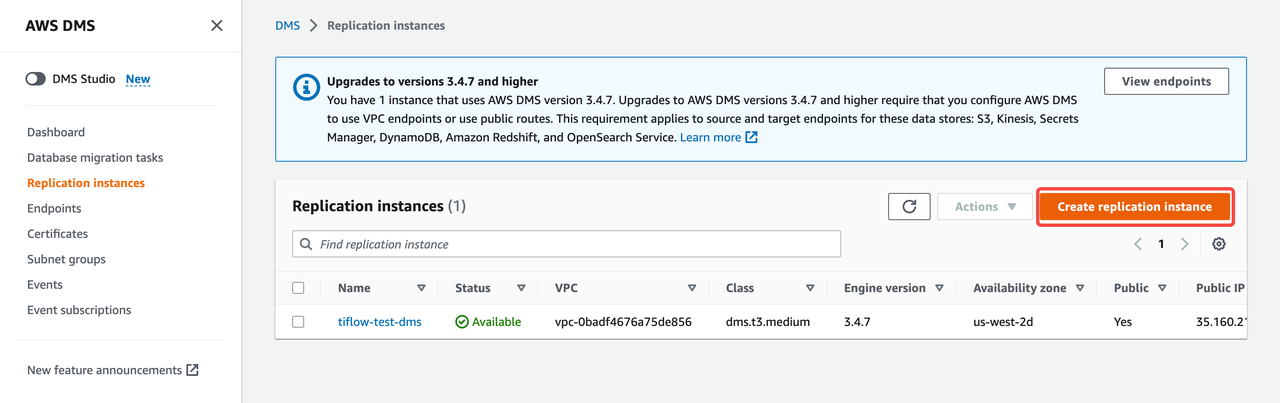 AWS DMS
DMS Studio New
Dashboard
Database migration tasks
Replication instances
Endpoints
Certificates
Subnet groups
Events
Event subscriptions
New feature announcements
DMS > Replication instances
Upgrades to versions 3.4.7 and higher
You have 1 instance that uses AWS DMS version 3.4.7. Upgrades to AWS DMS versions 3.4.7 and higher require that you configure AWS DMS
to use VPC endpoints or use public routes. This requirement applies to source and target endpoints for these data stores: S3, Kinesis, Secrets
Manager, DynamoDB, Amazon Redshift, and OpenSearch Service. Learn more
View endpoints
Replication instances (1)
Actions
Create replication instance
Find replication instance
1
Name Status VPC Class Engine version Availability zone Public Public IP
tiflow-test-dms Available vpc-0badf4676a75de856 dms.t3.medium 3.4.7 us-west-2d Yes 35.160.21